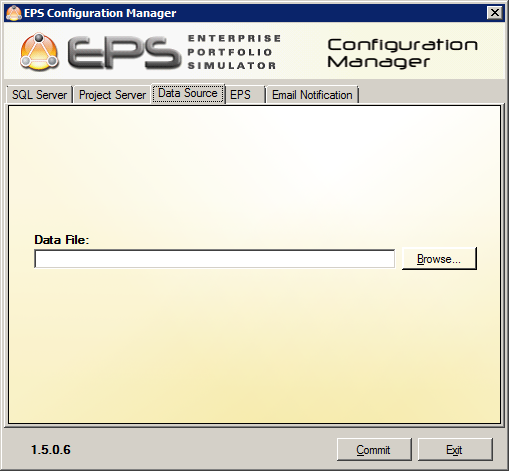 EPS Configuration Manager
EPS ENTERPRISE PORTFOLIO SIMULATOR
Configuration Manager
SQL Server Project Server Data Source EPS Email Notification
Data File:
Browse...
1.5.0.6
Commit Exit